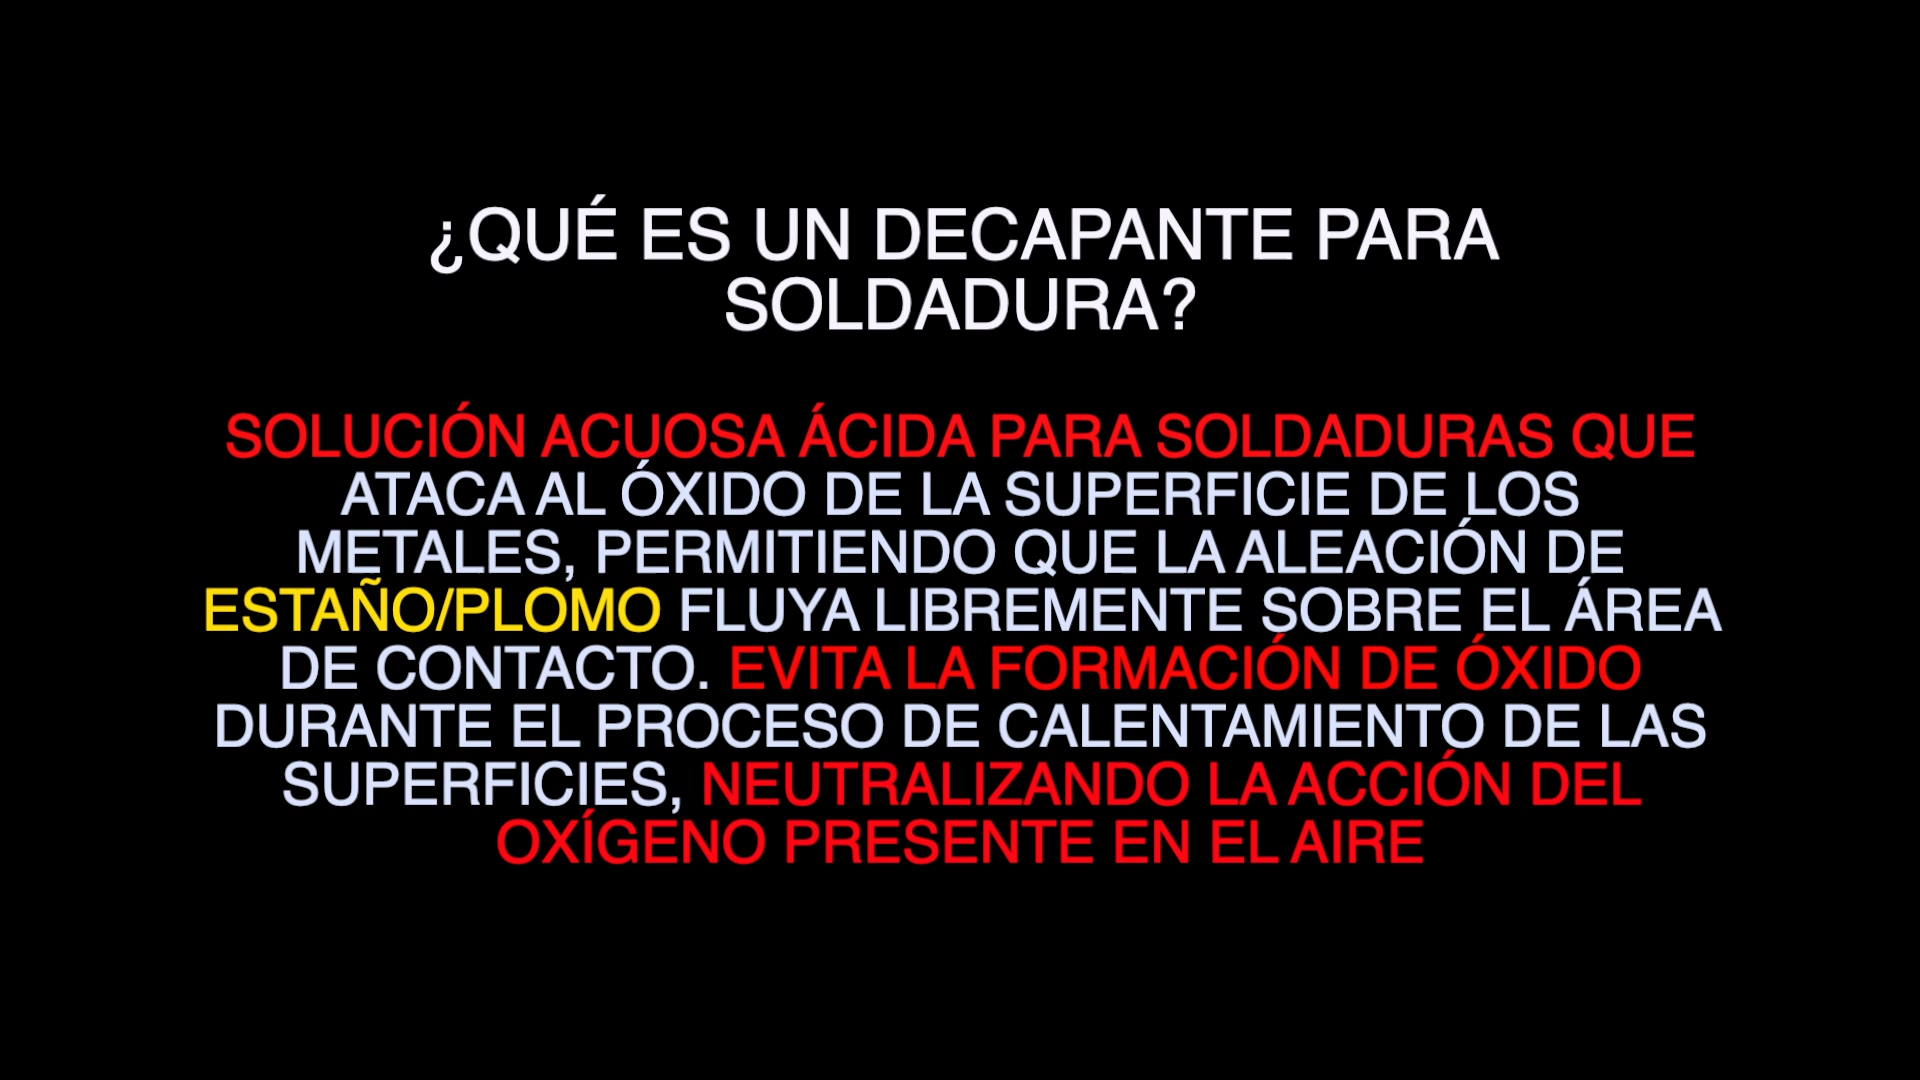 ¿QUÉ ES UN DECAPANTE PARA
SOLDADURA?
SOLUCIÓN ACUOSA ÁCIDA PARA SOLDADURAS QUE
ATACA AL ÓXIDO DE LA SUPERFICIE DE LOS
METALES, PERMITIENDO QUE LA ALEACIÓN DE
ESTAÑO/PLOMO FLUYA LIBREMENTE SOBRE EL ÁREA
DE CONTACTO. EVITA LA FORMACIÓN DE ÓXIDO
DURANTE EL PROCESO DE CALENTAMIENTO DE LAS
SUPERFICIES, NEUTRALIZANDO LA ACCIÓN DEL
OXÍGENO PRESENTE EN EL AIRE